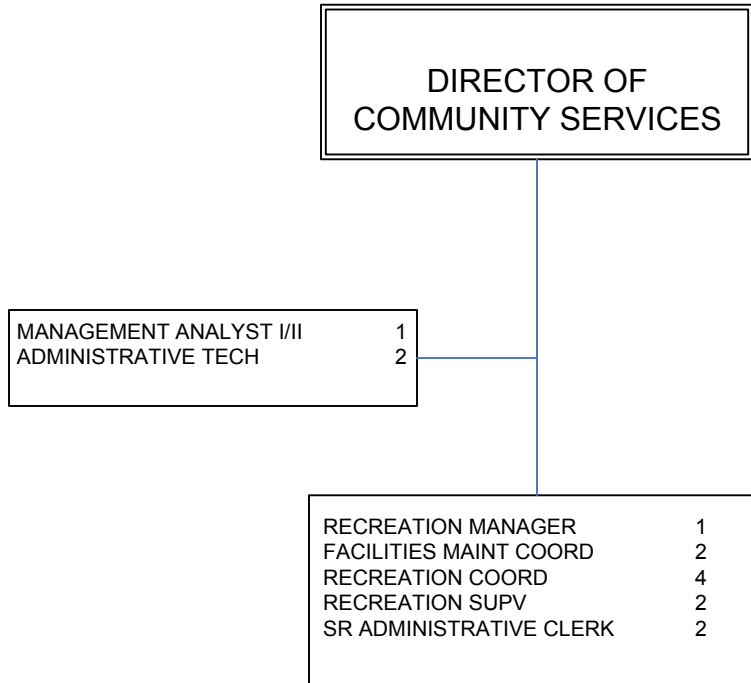 DIRECTOR OF
COMMUNITY SERVICES
MANAGEMENT ANALYST I/II 1
ADMINISTRATIVE TECH 2
RECREATION MANAGER 1
FACILITIES MAINT COORD 2
RECREATION COORD 4
RECREATION SUPV 2
SR ADMINISTRATIVE CLERK 2